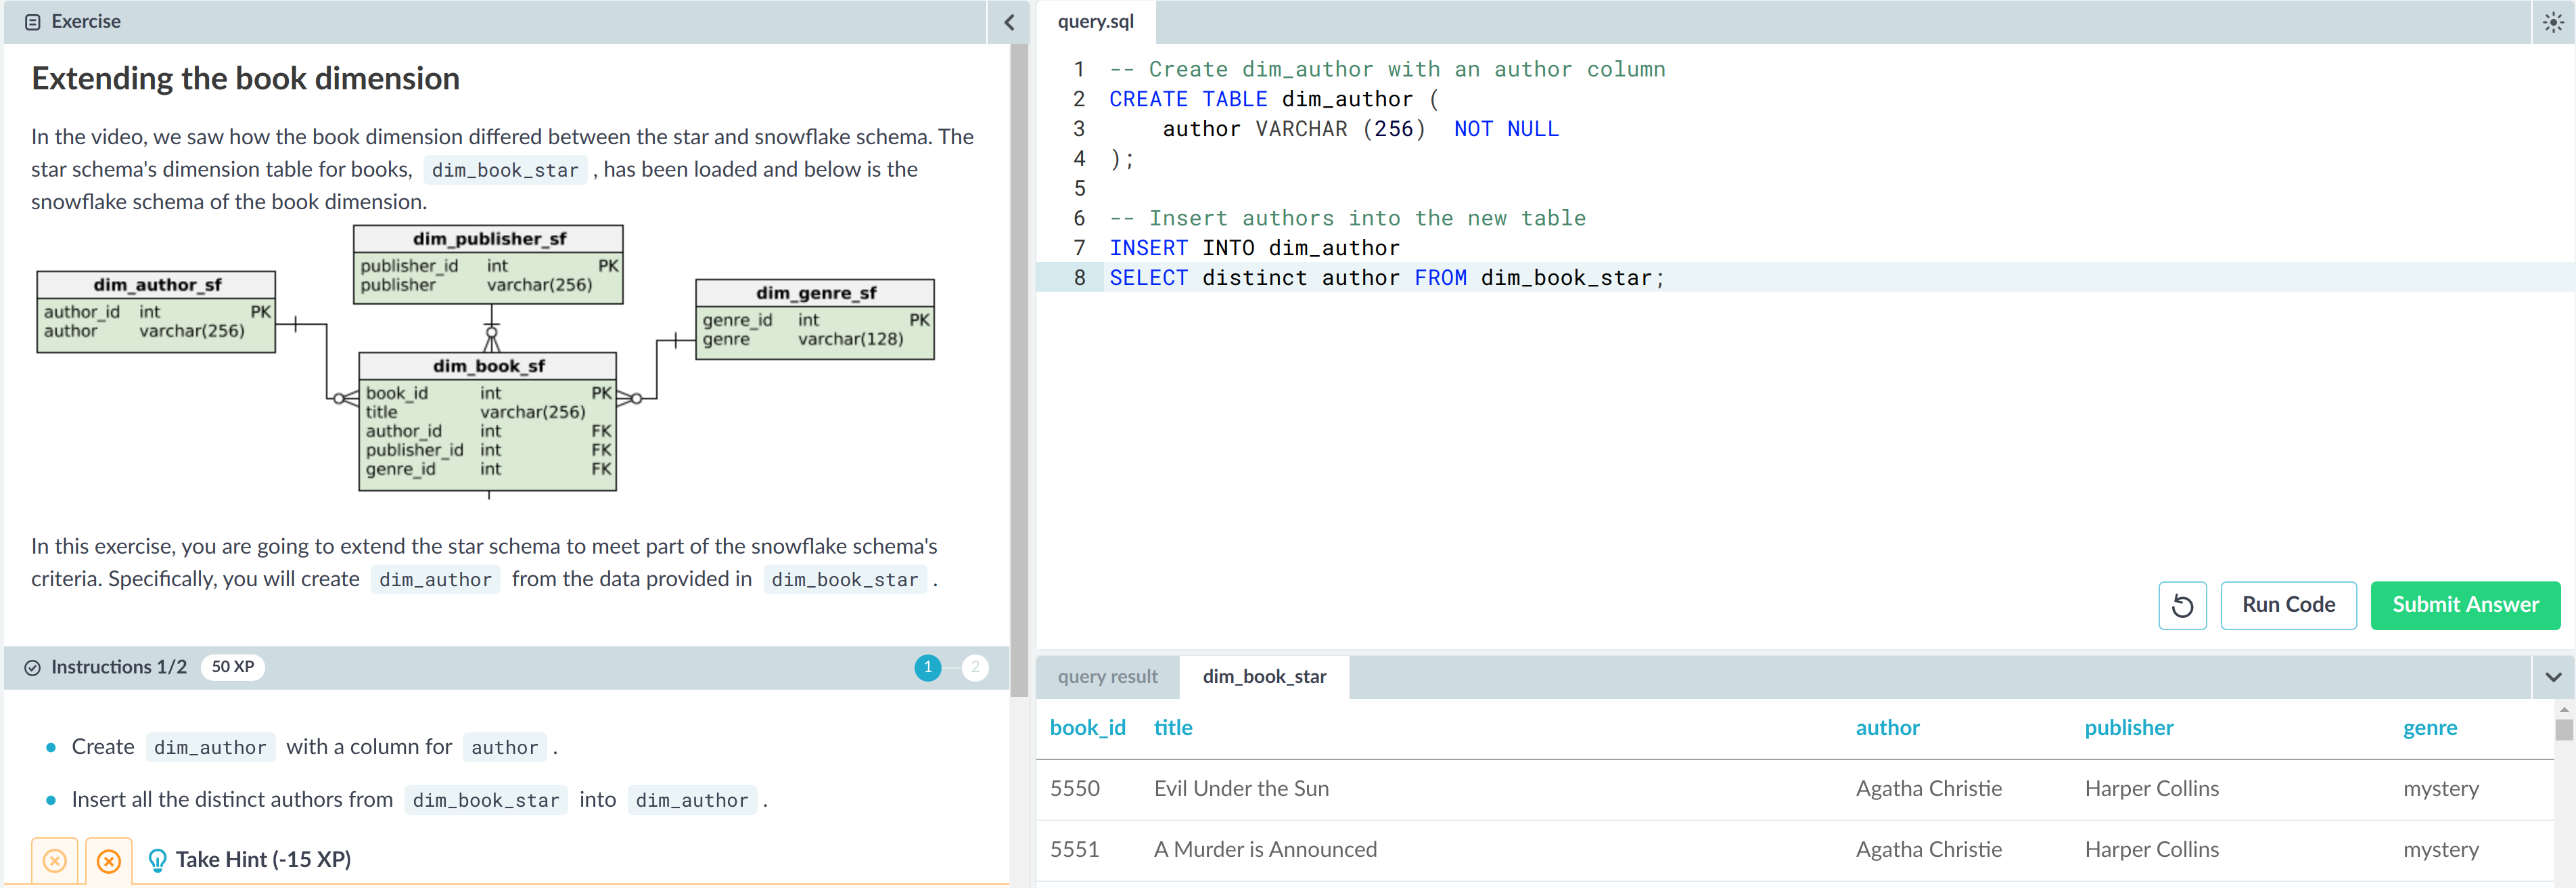 Exercise
Extending the book dimension
In the video, we saw how the book dimension differed between the star and snowflake schema. The
star schema's dimension table for books, dim_book_star , has been loaded and below is the
snowflake schema of the book dimension.
dim_publisher_sf
publisher_id int PK
publisher varchar(256)
dim_author_sf
author_id int PK
author varchar(256)
dim_genre_sf
genre_id int PK
genre varchar(128)
dim_book_sf
book_id int PK
title varchar(256)
author_id int FK
publisher_id int FK
genre_id int FK
In this exercise, you are going to extend the star schema to meet part of the snowflake schema's
criteria. Specifically, you will create dim_author from the data provided in dim_book_star .
Instructions 1/2 50 XP 1 2
Create dim_author with a column for author .
Insert all the distinct authors from dim_book_star into dim_author .
Take Hint (-15 XP)
query.sql
1 -- Create dim_author with an author column
2 CREATE TABLE dim_author (
3 author VARCHAR (256) NOT NULL
4 );
5
6 -- Insert authors into the new table
7 INSERT INTO dim_author
8 SELECT distinct author FROM dim_book_star;
Run Code Submit Answer
query result dim_book_star
book_id title author publisher genre
5550 Evil Under the Sun Agatha Christie Harper Collins mystery
5551 A Murder is Announced Agatha Christie Harper Collins mystery